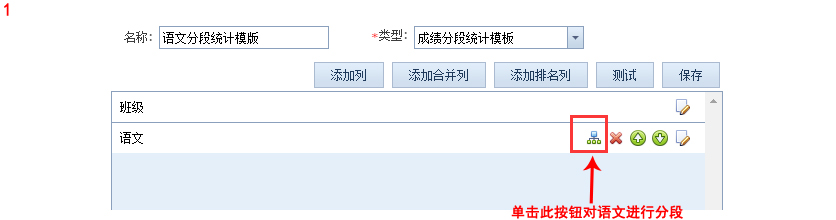 1
名称: 语文分段统计模版 *类型: 成绩分段统计模板
添加列 添加合并列 添加排名列 测试 保存
班级
语文
单击此按钮对语文进行分段